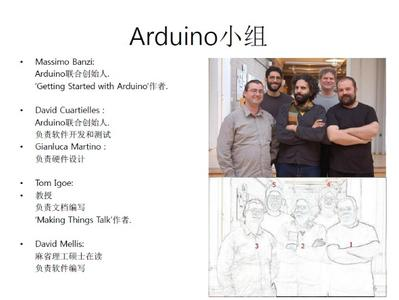 Arduino小组
Massimo Banzi:
Arduino联合创始人.
'Getting Started with Arduino'作者.
David Cuartielles :
Arduino联合创始人.
负责软件开发和测试
Gianluca Martino :
负责硬件设计
Tom Igoe:
教授
负责文档编写
'Making Things Talk'作者.
David Mellis:
麻省理工硕士在读
负责软件编写
5
4
3
2
1